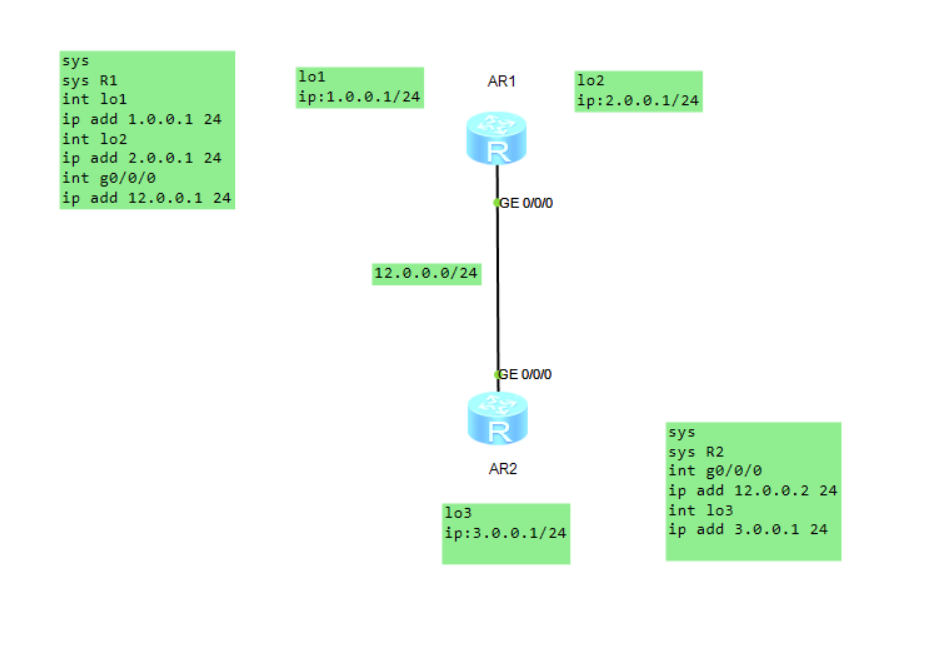 sys
sys R1
int lo1
ip add 1.0.0.1 24
int lo2
ip add 2.0.0.1 24
int g0/0/0
ip add 12.0.0.1 24
lo1
ip:1.0.0.1/24
AR1
lo2
ip:2.0.0.1/24
R
GE 0/0/0
12.0.0.0/24
GE 0/0/0
R
AR2
lo3
ip:3.0.0.1/24
sys
sys R2
int g0/0/0
ip add 12.0.0.2 24
int lo3
ip add 3.0.0.1 24